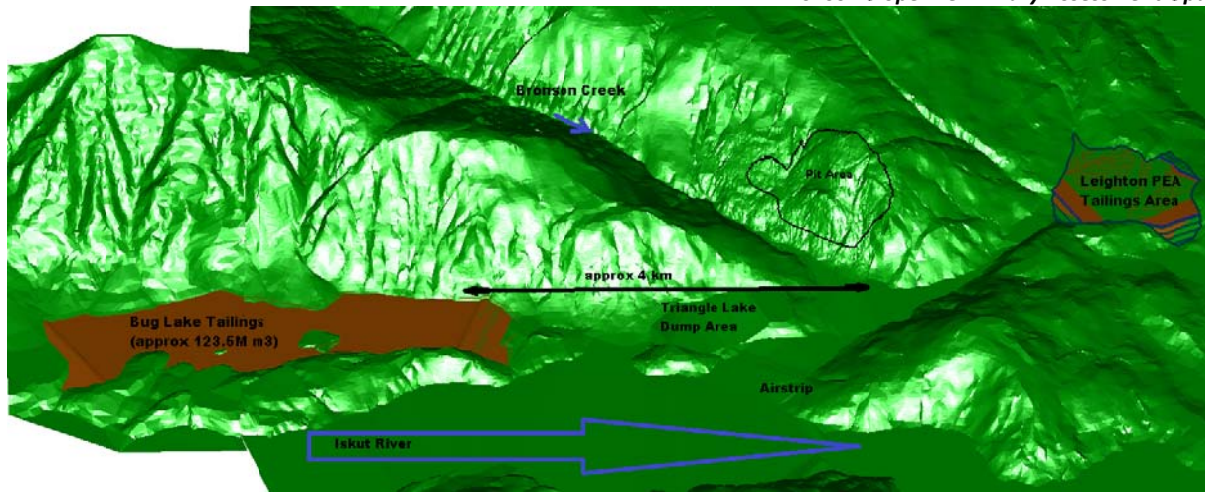 Bronson Creek
Pit Area
Leighton PEA
Tailings Area
approx 4 km
Triangle Lake
Dump Area
Bug Lake Tailings
(approx 123.5M m3)
Airstrip
Iskut River